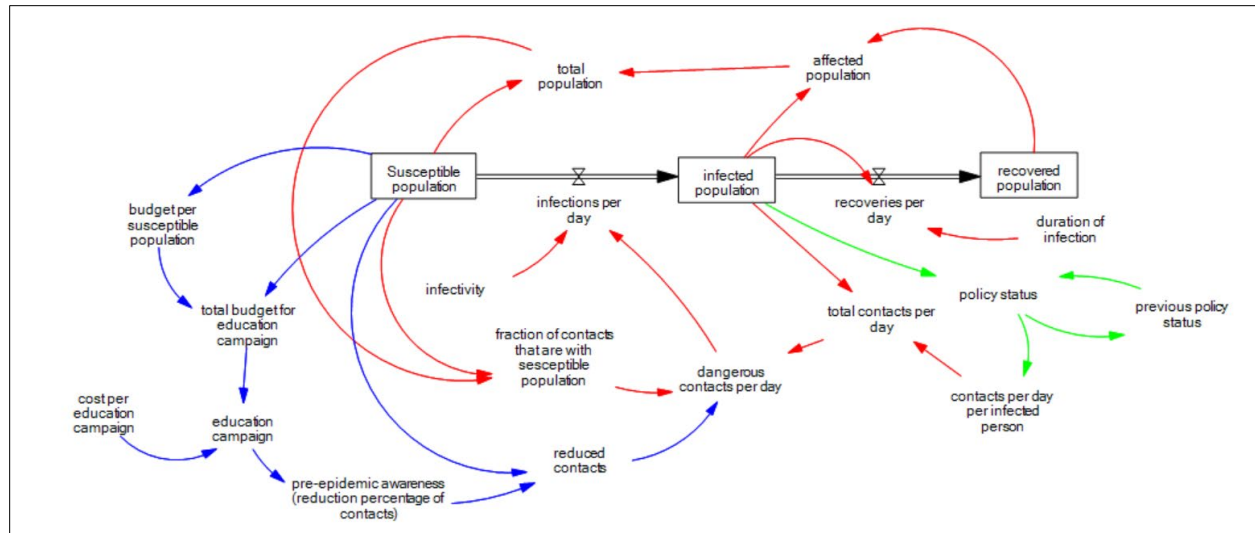 total
population
affected
population
Susceptible
population
infected
population
recovered
population
infections per
day
recoveries per
day
budget per
susceptible
population
duration of
infection
infectivity
policy status
previous policy
status
total budget for
education
campaign
total contacts per
day
fraction of contacts
that are with
sesceptible
population
dangerous
contacts per day
contacts per day
per infected
person
cost per
education
campaign
education
campaign
reduced
contacts
pre-epidemic awareness
(reduction percentage of
contacts)